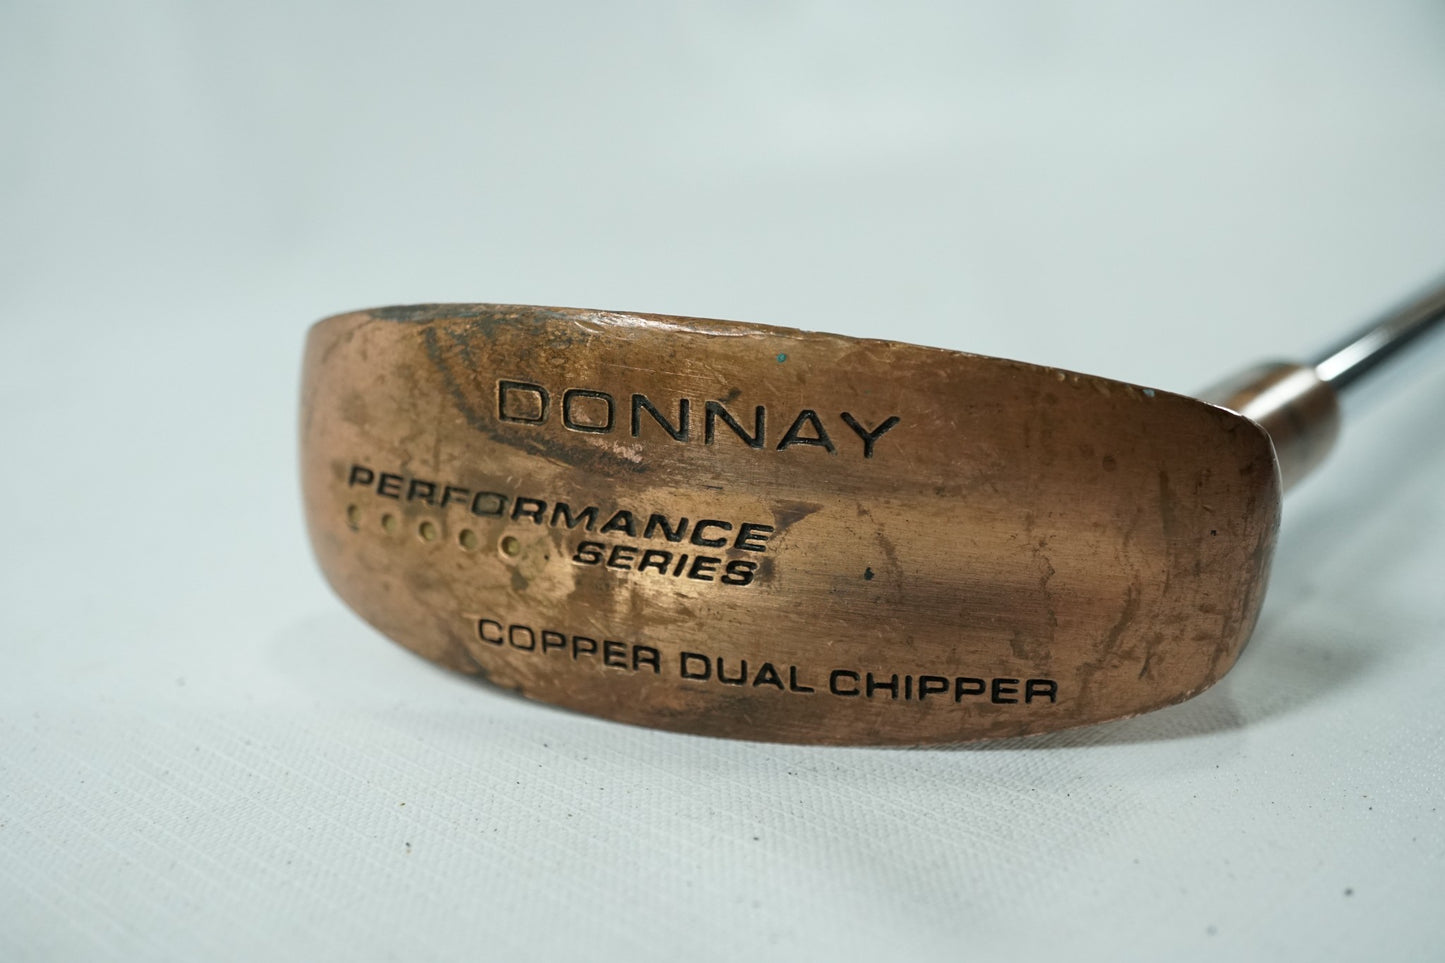 DONNAY
PERFORMANCE
SERIES
COPPER DUAL CHIPPER